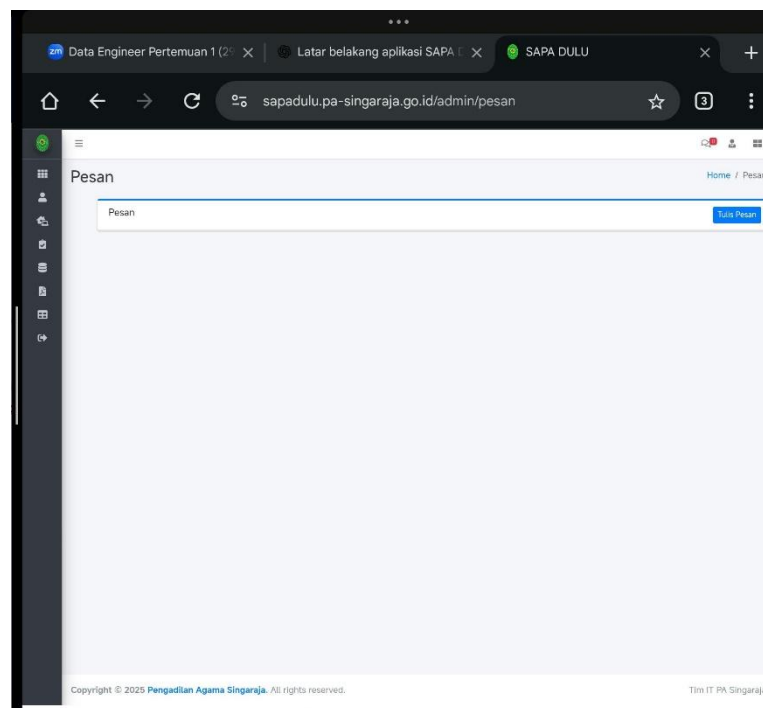 Data Engineer Pertemuan 1 (29
Latar belakang aplikasi SAPA D
SAPA DULU
sapadulu.pa-singaraja.go.id/admin/pesan
3
Pesan
Home / Pesan
Pesan
Tulis Pesan
Copyright © 2025 Pengadilan Agama Singaraja. All rights reserved.
Tim IT PA Singaraja